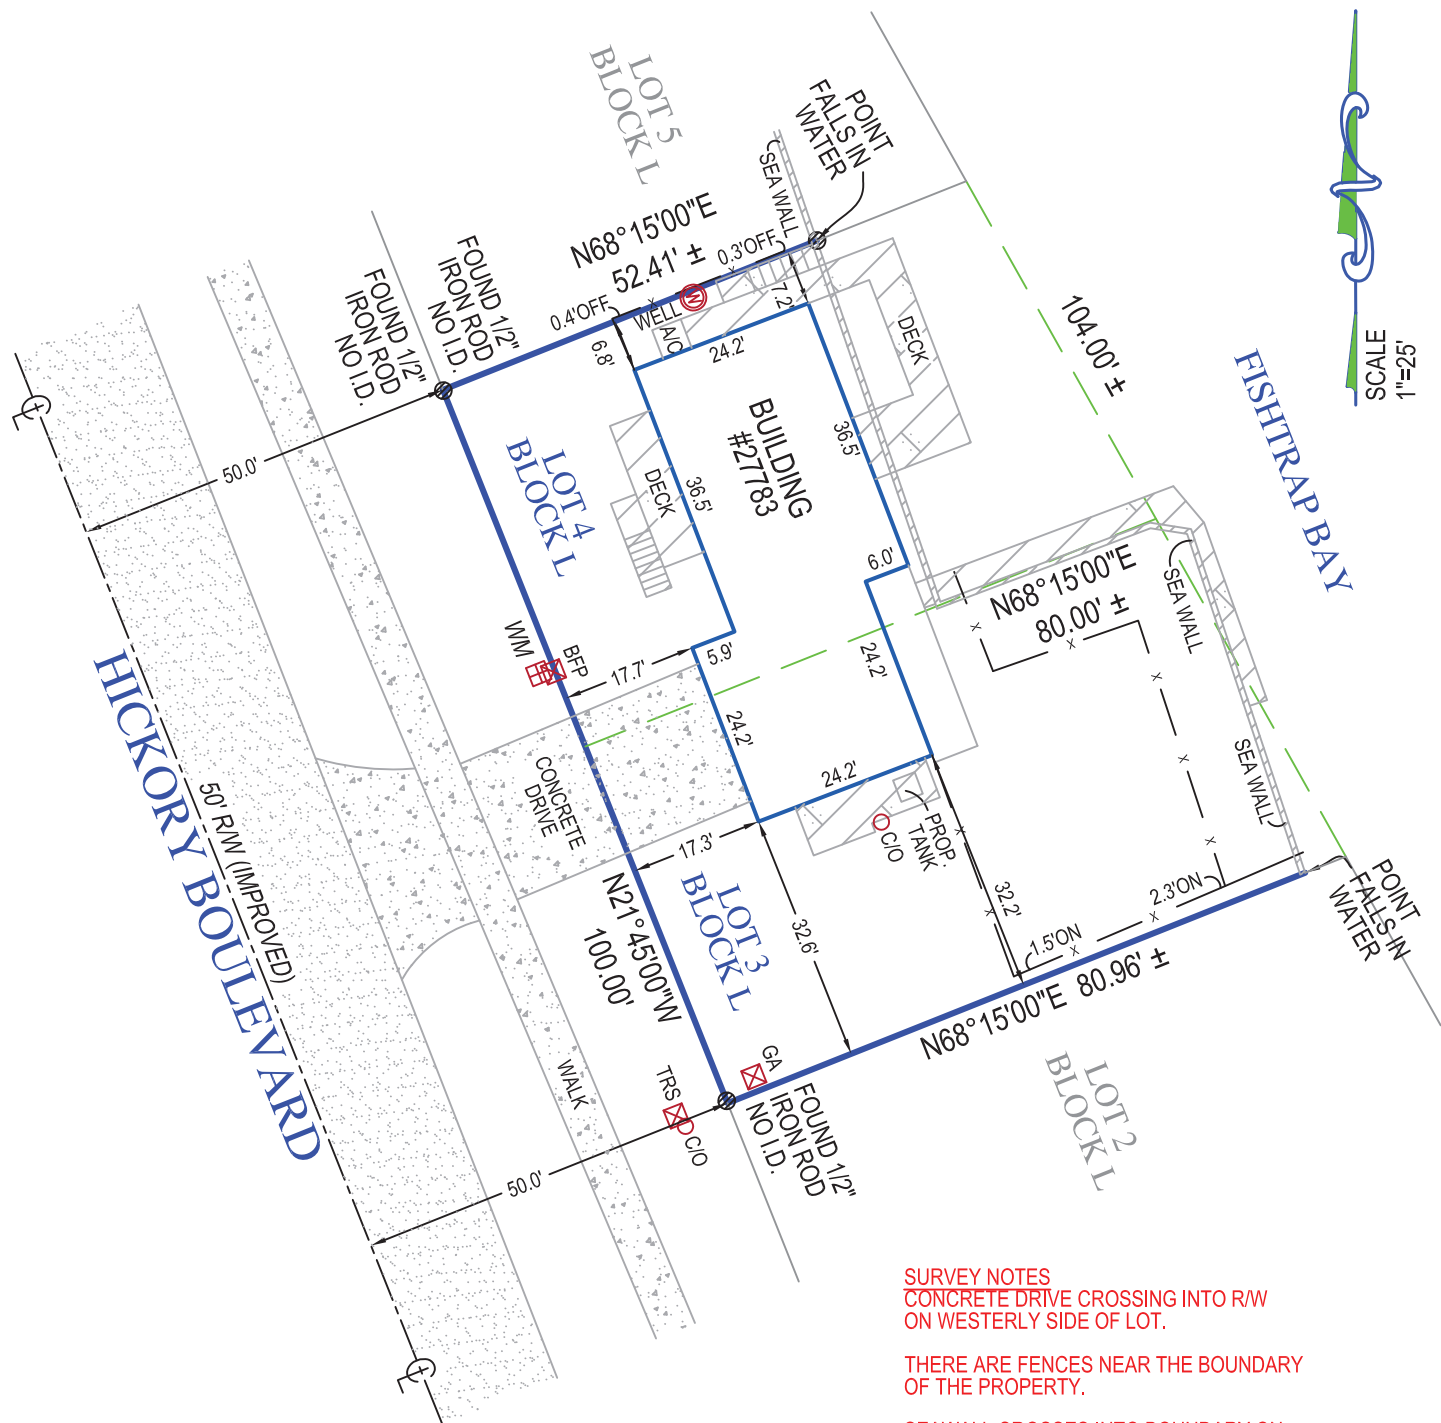 LOT 5
BLOCK L
POINT
FALLS IN
WATER
SEA WALL
N68°15'00"E
52.41' ±
0.3'OFF
0.4'OFF
WELL
W
A/C
7.2'
6.8'
24.2'
DECK
104.00' ±
FISHTRAP BAY
SCALE
1"=25'
N
FOUND 1/2"
IRON ROD
NO I.D.
FOUND 1/2"
IRON ROD
NO I.D.
50.0'
LOT 4
BLOCK L
DECK
36.5'
BUILDING
#27783
36.5'
6.0'
N68°15'00"E
80.00' ±
SEA WALL
SEA WALL
WM
BFP
17.7'
5.9'
24.2'
24.2'
24.2'
CONCRETE
DRIVE
17.3'
PROP.
TANK
C/O
32.2'
32.6'
HICKORY BOULEVARD
50' R/W (IMPROVED)
N21°45'00"W
100.00'
LOT 3
BLOCK L
2.3'ON
1.5'ON
POINT
FALLS IN
WATER
N68°15'00"E 80.96' ±
WALK
TRS
C/O
GA
FOUND 1/2"
IRON ROD
NO I.D.
50.0'
LOT 2
BLOCK L
SURVEY NOTES
CONCRETE DRIVE CROSSING INTO R/W
ON WESTERLY SIDE OF LOT.
THERE ARE FENCES NEAR THE BOUNDARY
OF THE PROPERTY.